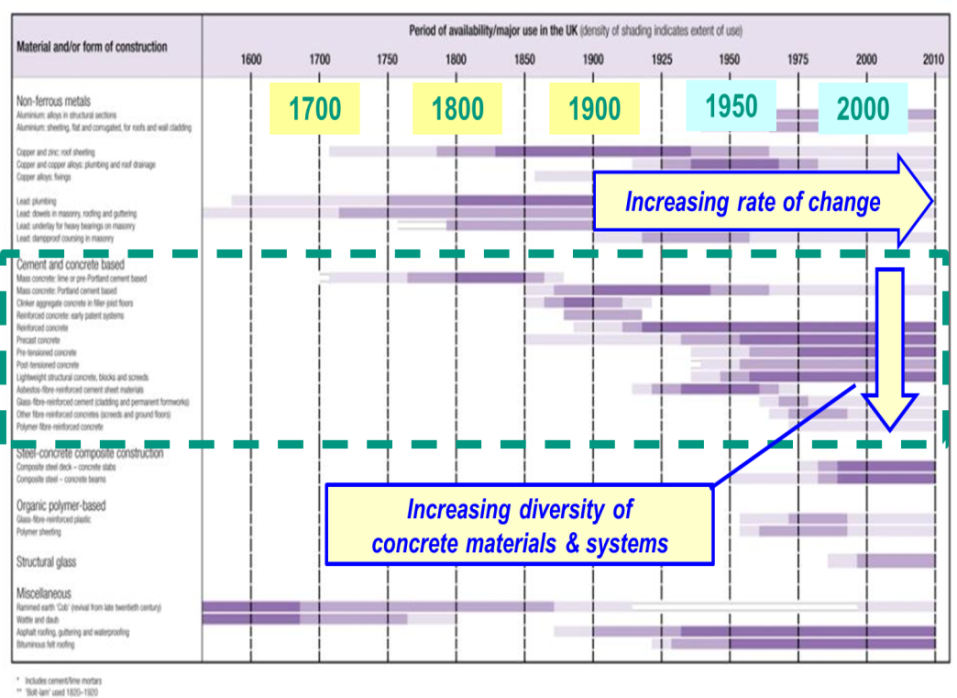 Material and/or form of construction
Period of availability/major use in the UK (density of shading indicates extent of use)
1600 1700 1750 1800 1850 1900 1925 1950 1975 2010
1700 1800 1900 1950 2000
Non-ferrous metals
Aluminium: alloys in structural sections
Aluminium: sheeting, flat and corrugated, for roofs and wall cladding
Copper and zinc: roof sheeting
Copper and copper alloys: plumbing and roof drainage
Copper alloys: fixings
Lead: plumbing
Lead: dowels in masonry, roofing and guttering
Lead: underlay for heavy bearings on masonry
Lead: dampproof coursing in masonry
Increasing rate of change
Cement and concrete based
Mass concrete: lime or pre-Portland cement based
Mass concrete: Portland cement based
Clinker aggregate concrete in filler-joist floors
Reinforced concrete: early patent systems
Reinforced concrete
Precast concrete
Pre-tensioned concrete
Post-tensioned concrete
Lightweight structural concrete, blocks and screeds
Asbestos-fibre-reinforced cement sheet materials
Glass-fibre-reinforced cement (cladding and permanent formworks)
Other fibre-reinforced concretes (screeds and ground floors)
Polymer fibre-reinforced concrete
Steel-concrete composite construction
Composite steel deck – concrete slabs
Composite steel – concrete beams
Increasing diversity of
concrete materials & systems
Organic polymer-based
Glass-fibre-reinforced plastic
Polymer sheeting
Structural glass
Miscellaneous
Rammed earth 'Cob' (revival from late twentieth century)
Wattle and daub
Asphalt roofing, guttering and waterproofing
Bituminous felt roofing
* Includes cement/lime mortars
** 'Bolt-iam' used 1820–1920